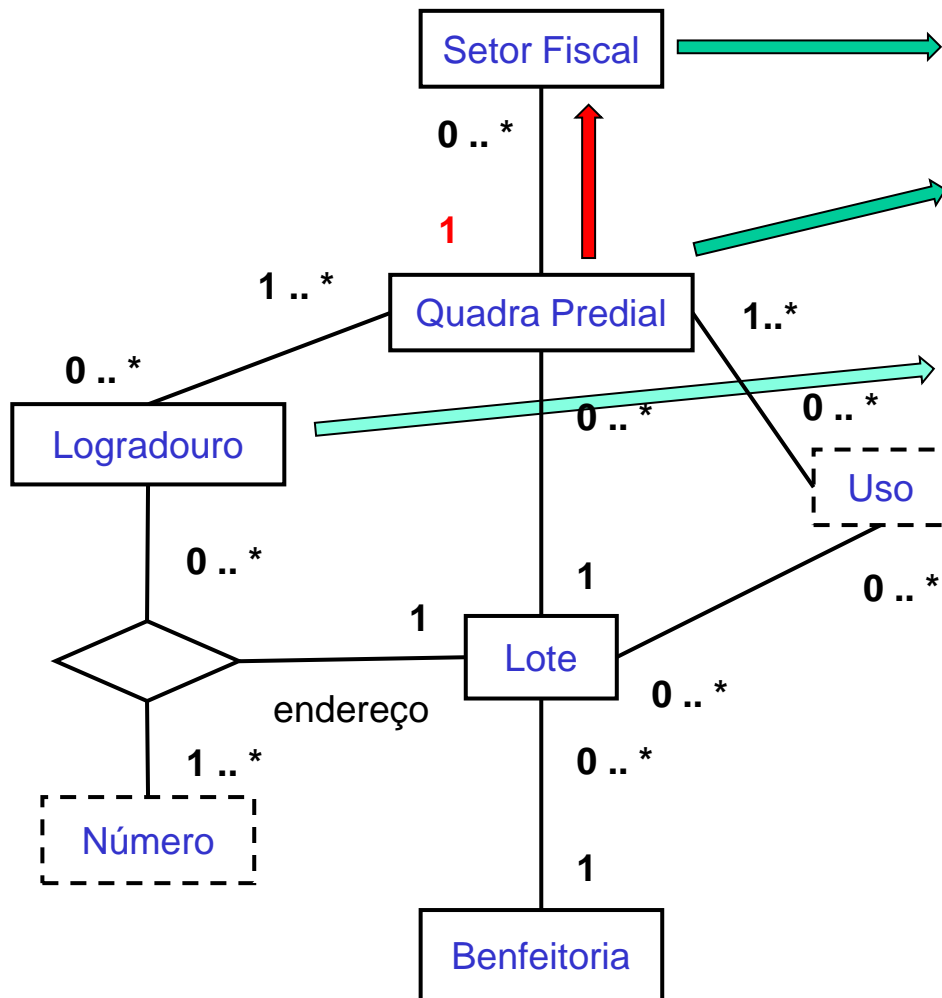 Setor Fiscal
0 .. *
1
1 .. *
Quadra Predial
1..*
0 .. *
0 .. *
0 .. *
Logradouro
Uso
0 .. *
1
0 .. *
1
Lote
endereço
0 .. *
1 .. *
0 .. *
Número
1
Benfeitoria